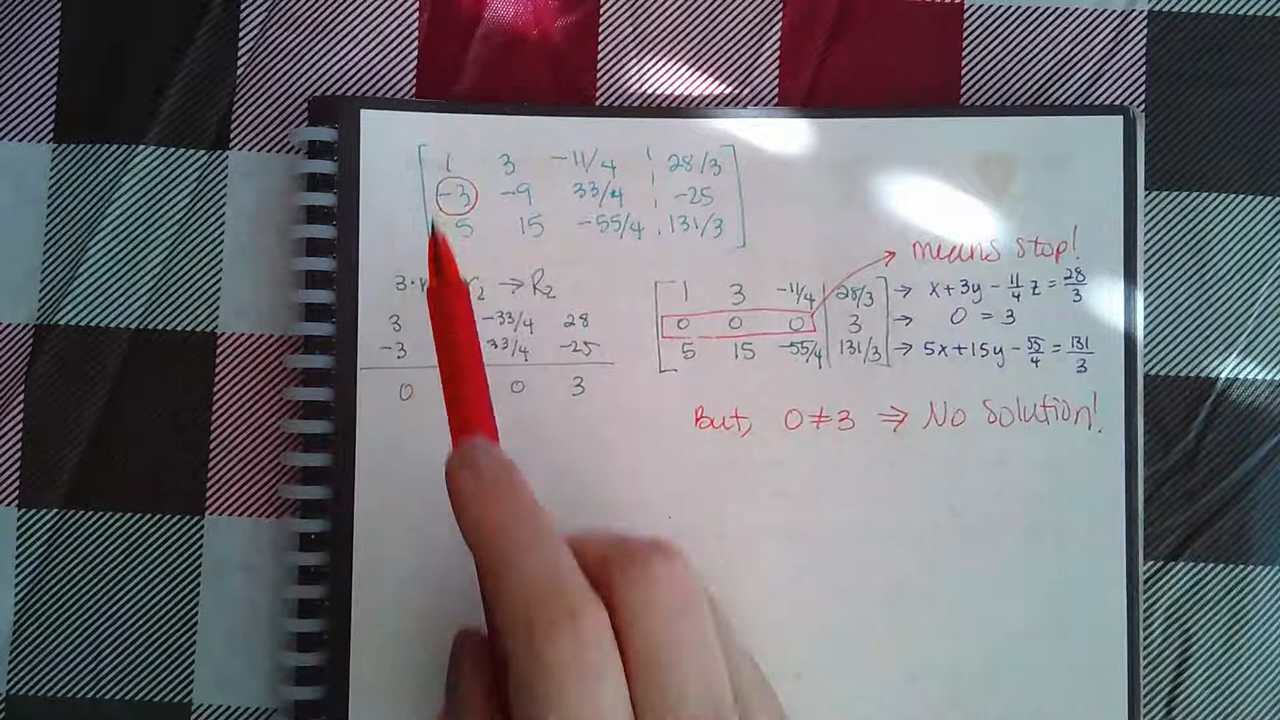 1 3 -11/4 ¦ 28/3
-3 -9 33/4 ¦ -25
5 15 -55/4 ¦ 131/3
means stop!
3· r₂ → R₂
1 3 -11/4 | 28/3 → x+3y - 11/4 z = 28/3
0 0 0 | 3 → 0 = 3
5 15 -55/4 | 131/3 → 5x+15y - 55/4 = 131/3
3 -33/4 28
-3 33/4 -25
0 0 3
But, 0≠3 ⇒ No solution!